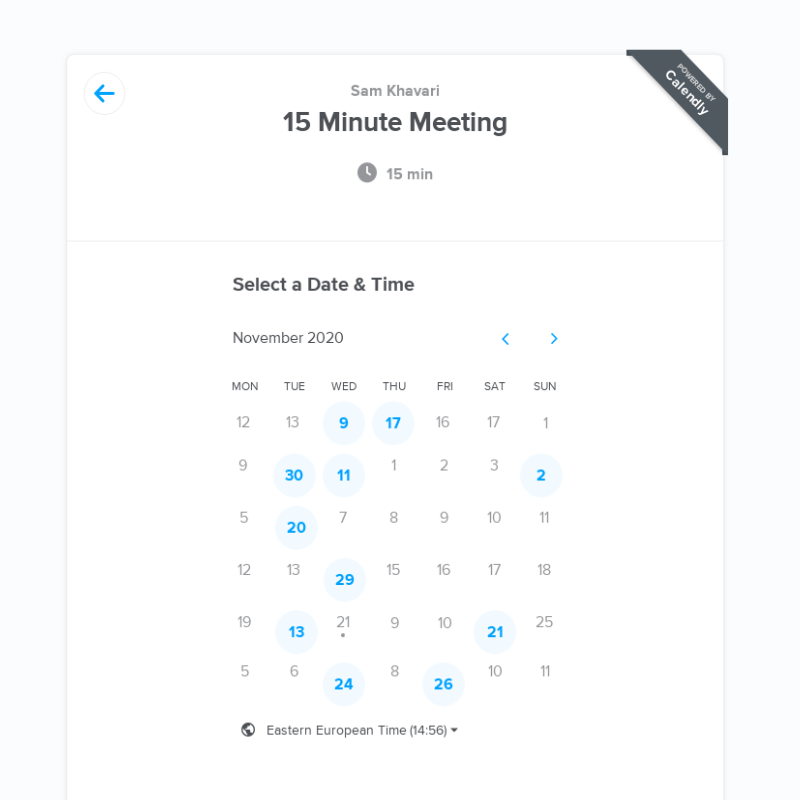 POWERED BY
Calendly
Sam Khavari
15 Minute Meeting
15 min
Select a Date & Time
November 2020
MON TUE WED THU FRI SAT SUN
12 13 9 17 16 17 1
9 30 11 1 2 3 2
5 20 7 8 9 10 11
12 13 29 15 16 17 18
19 13 21 9 10 21 25
5 6 24 8 26 10 11
Eastern European Time (14:56)